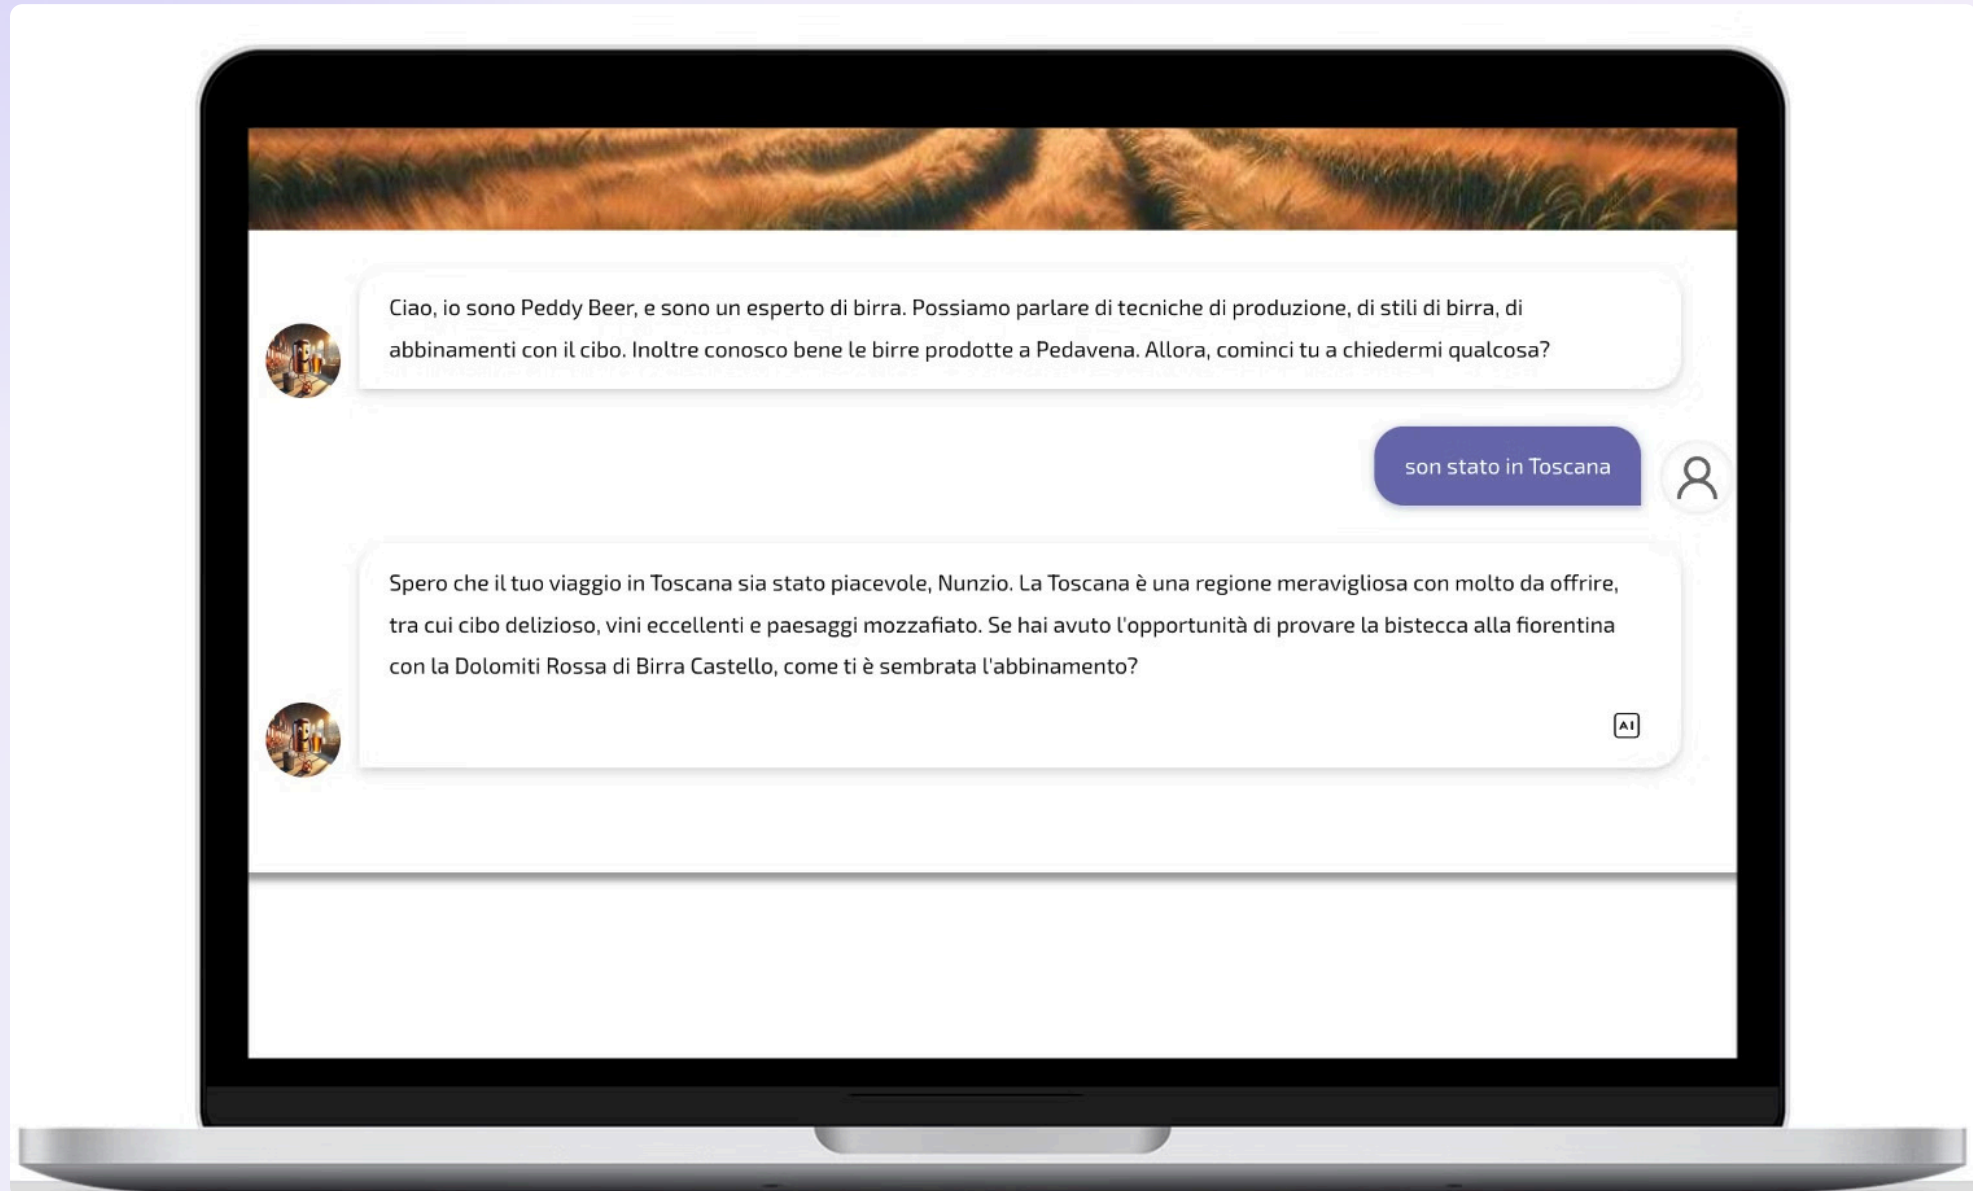 Ciao, io sono Peddy Beer, e sono un esperto di birra. Possiamo parlare di tecniche di produzione, di stili di birra, di
abbinamenti con il cibo. Inoltre conosco bene le birre prodotte a Pedavena. Allora, cominci tu a chiedermi qualcosa?
son stato in Toscana
Spero che il tuo viaggio in Toscana sia stato piacevole, Nunzio. La Toscana è una regione meravigliosa con molto da offrire,
tra cui cibo delizioso, vini eccellenti e paesaggi mozzafiato. Se hai avuto l'opportunità di provare la bistecca alla fiorentina
con la Dolomiti Rossa di Birra Castello, come ti è sembrata l'abbinamento?
AI